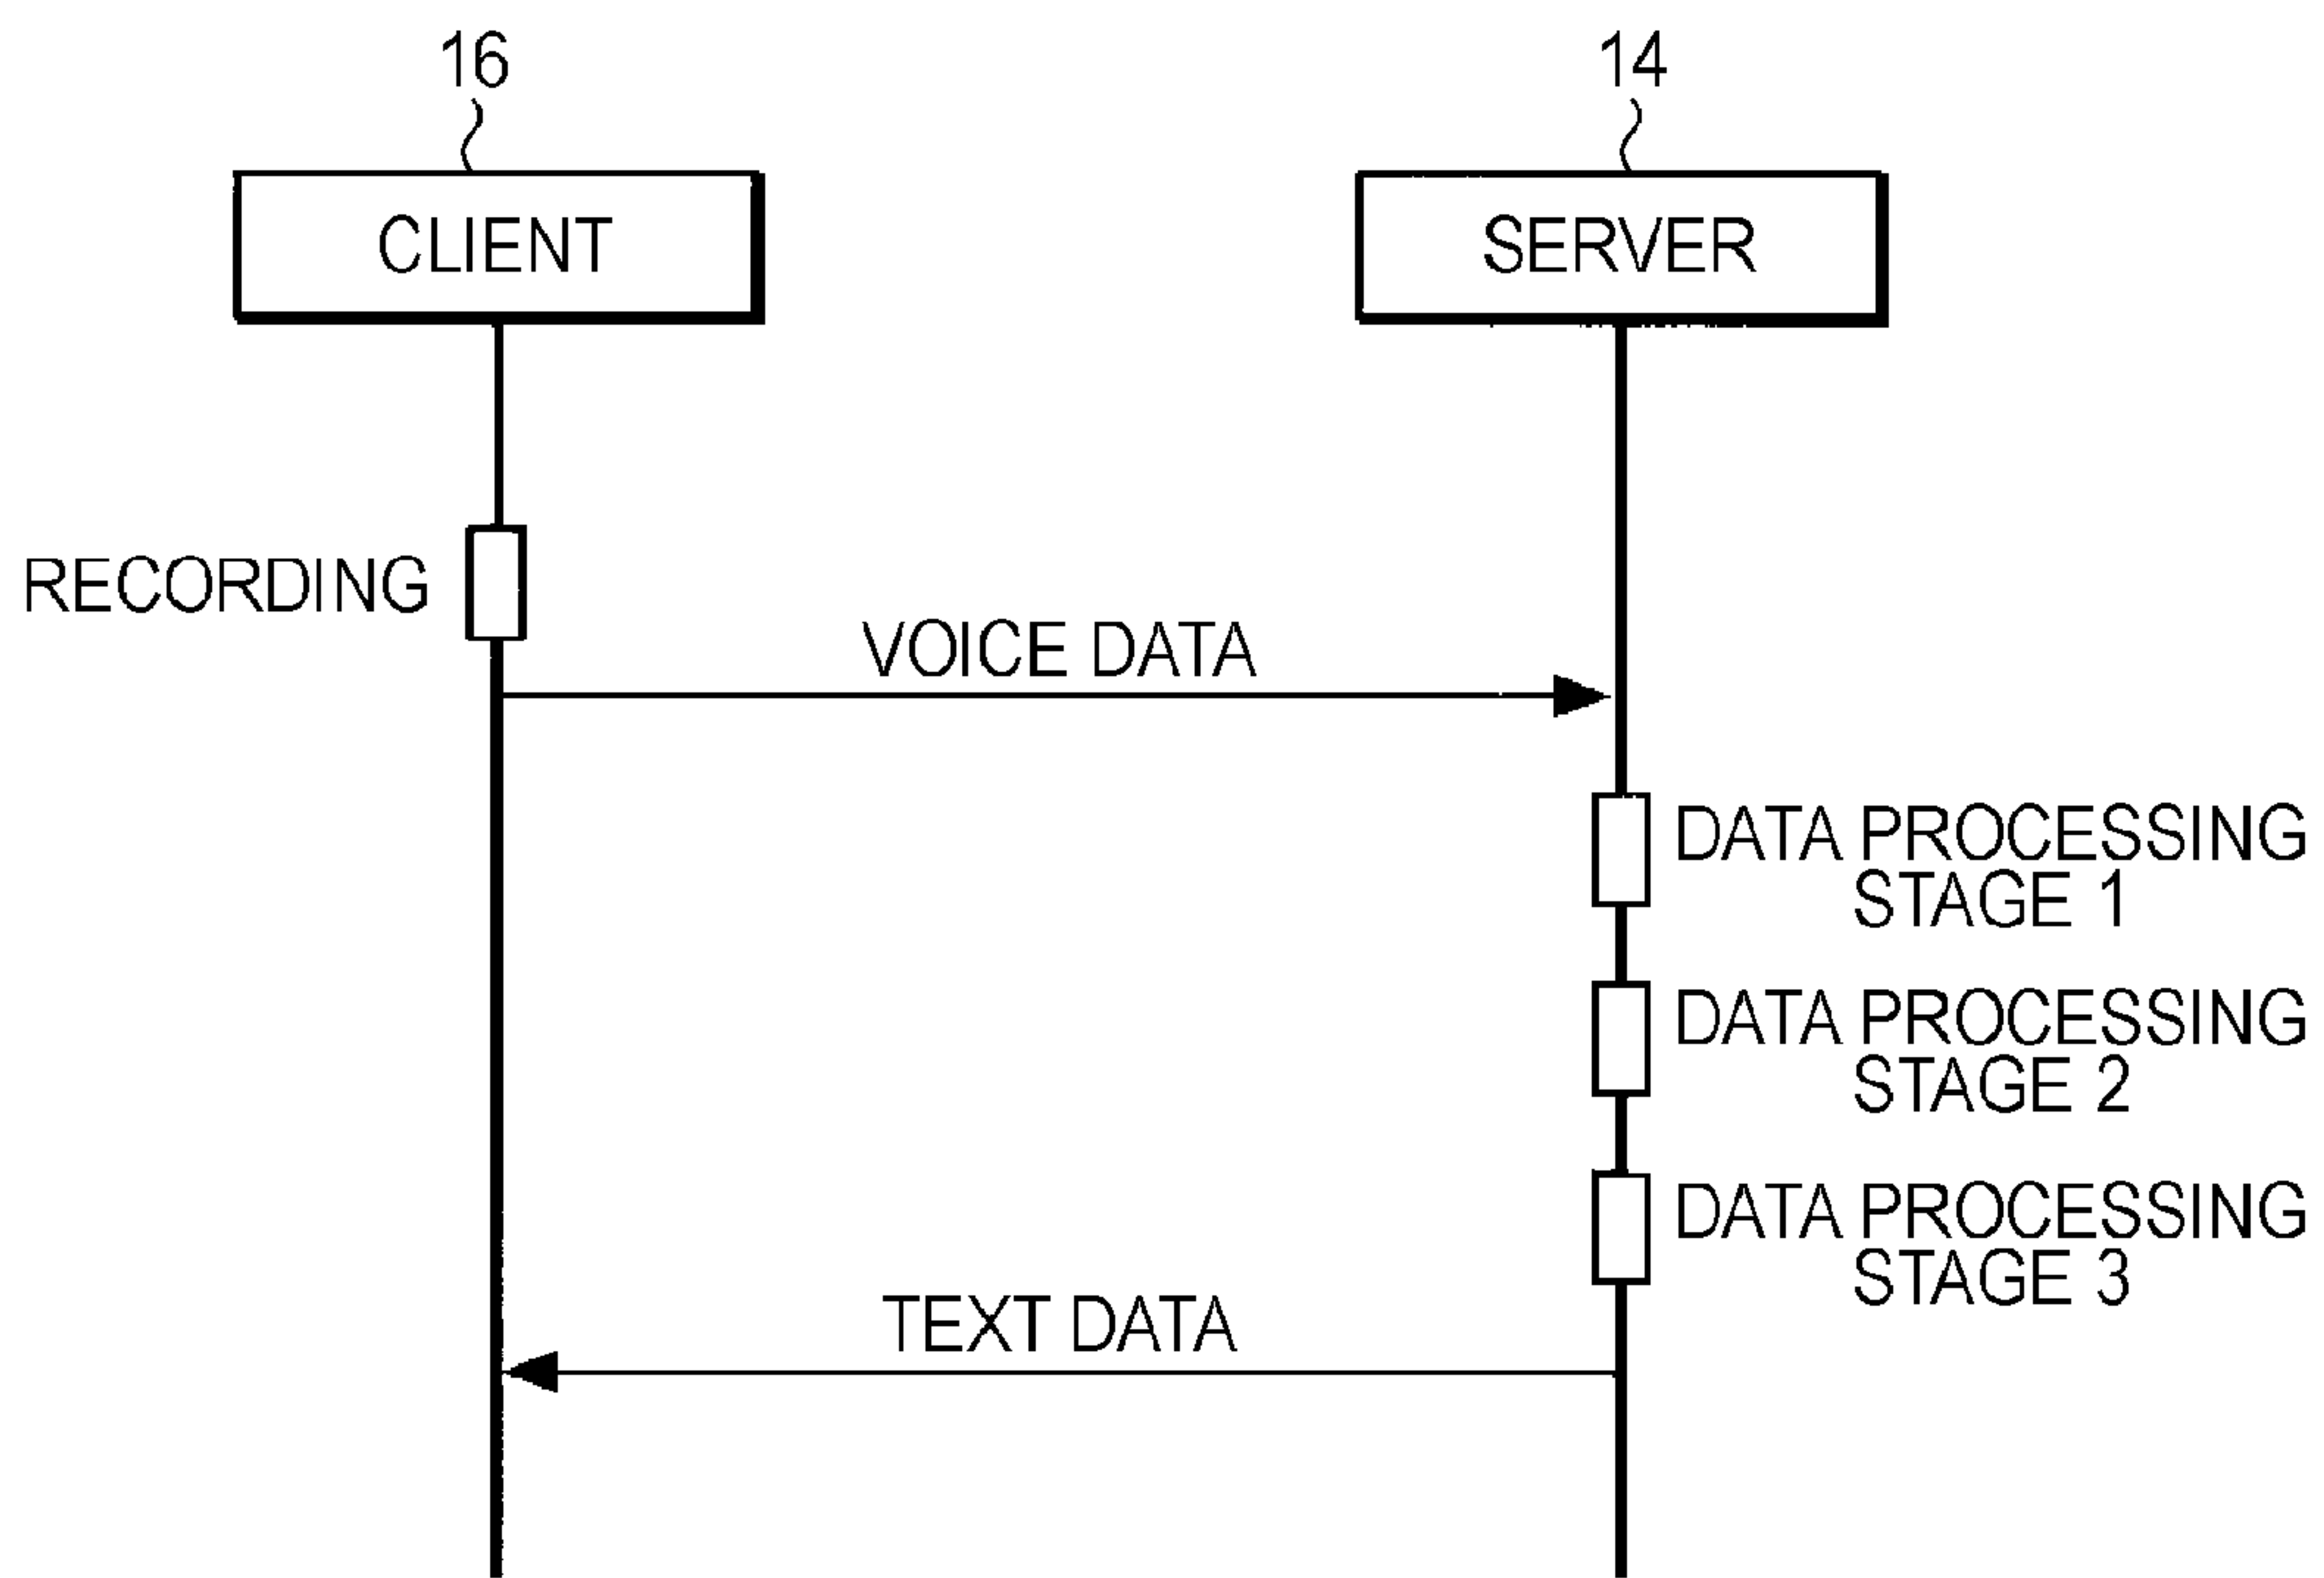 16
14
CLIENT
SERVER
RECORDING
VOICE DATA
DATA PROCESSING
STAGE 1
DATA PROCESSING
STAGE 2
DATA PROCESSING
STAGE 3
TEXT DATA